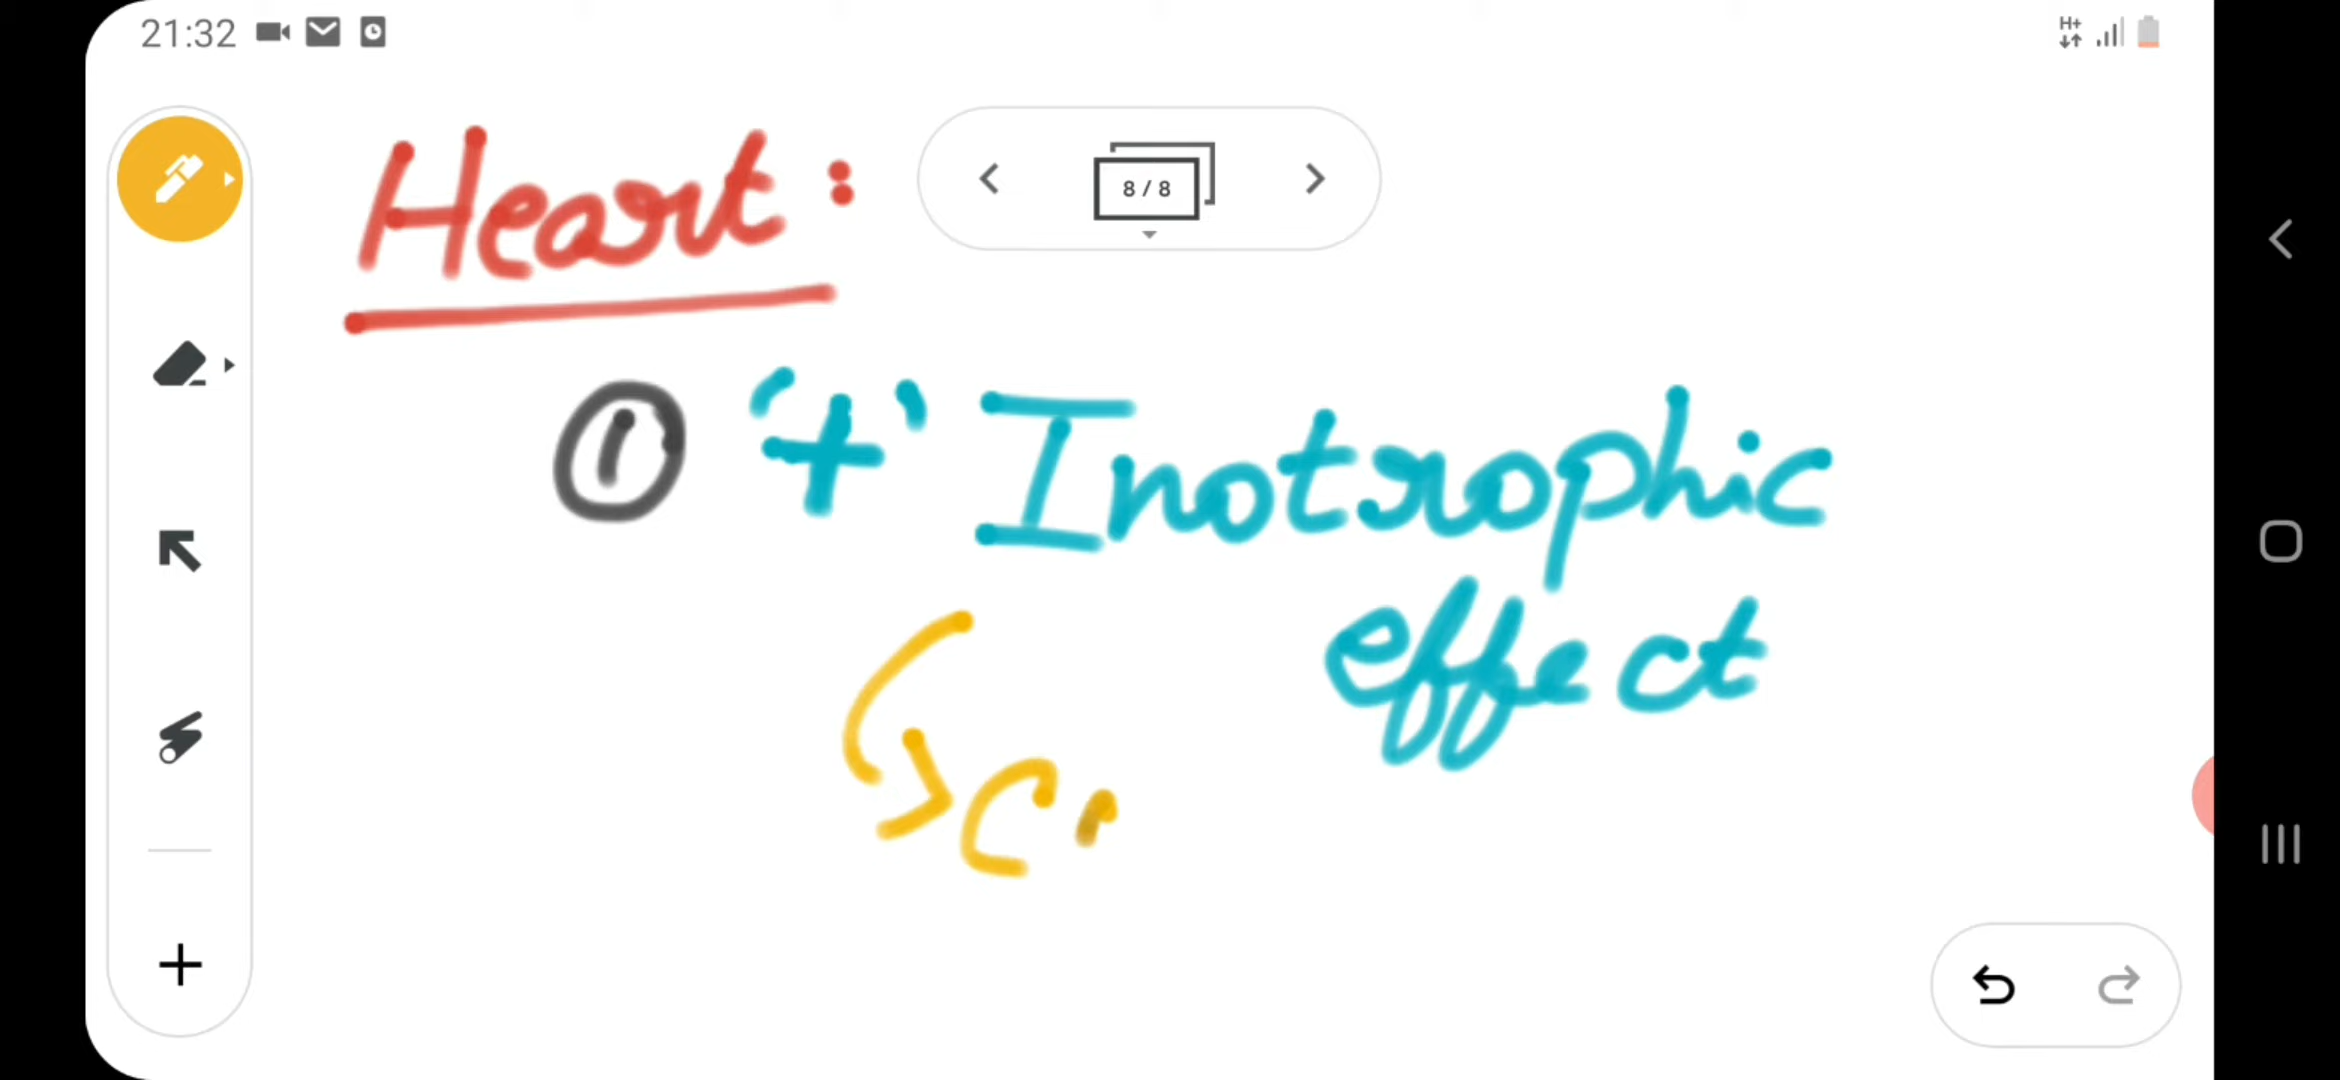 21:32
H+
Heart:
8 / 8
① '+' Inotrophic
effect